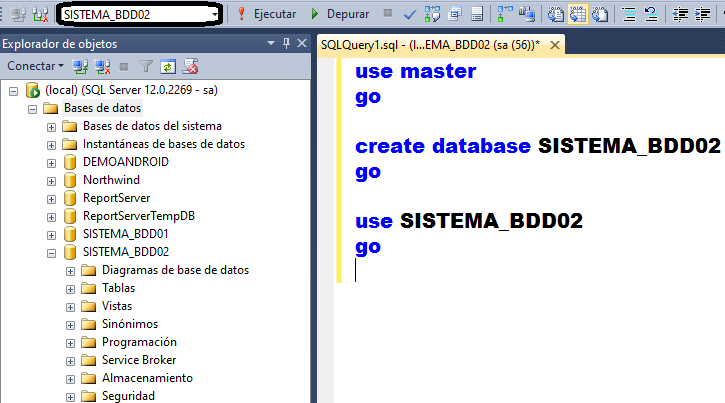 SISTEMA_BDD02
Ejecutar
Depurar
Explorador de objetos
Conectar
(local) (SQL Server 12.0.2269 - sa)
Bases de datos
Bases de datos del sistema
Instantáneas de bases de datos
DEMOANDROID
Northwind
ReportServer
ReportServerTempDB
SISTEMA_BDD01
SISTEMA_BDD02
Diagramas de base de datos
Tablas
Vistas
Sinónimos
Programación
Service Broker
Almacenamiento
Seguridad
SQLQuery1.sql - (l...EMA_BDD02 (sa (56))*
use master
go
create database SISTEMA_BDD02
go
use SISTEMA_BDD02
go